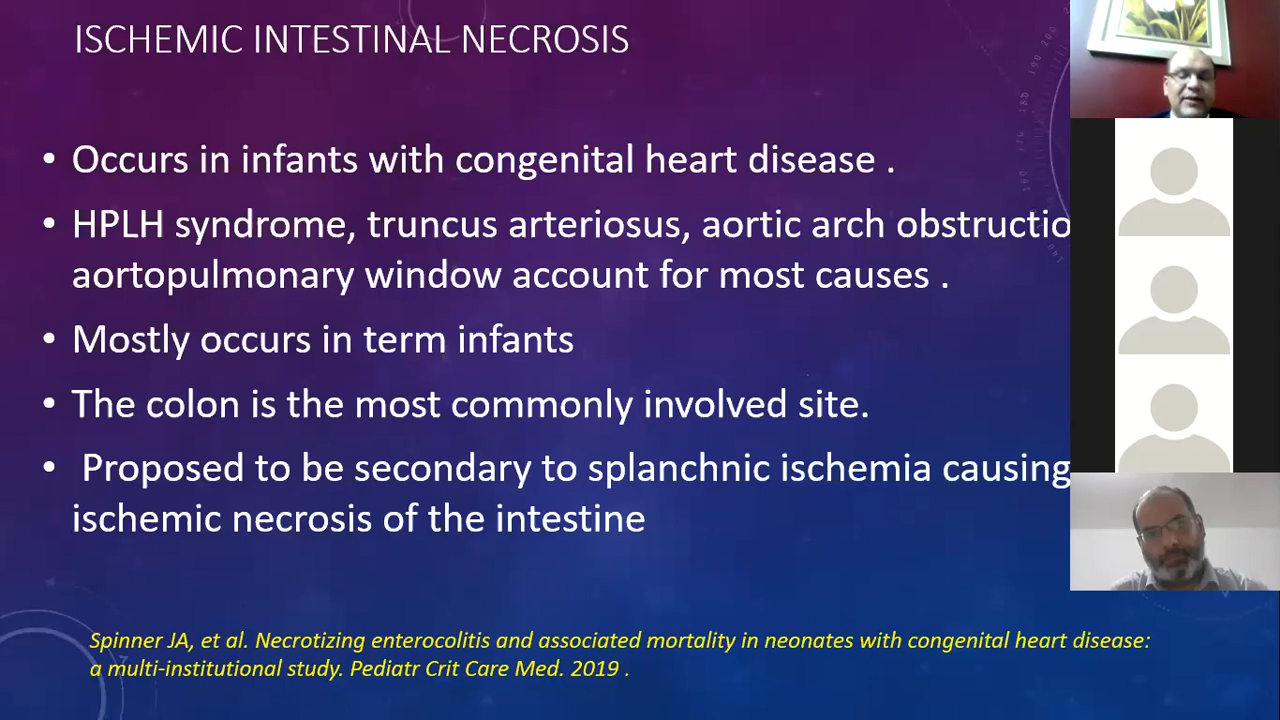 ISCHEMIC INTESTINAL NECROSIS
• Occurs in infants with congenital heart disease .
• HPLH syndrome, truncus arteriosus, aortic arch obstructio
aortopulmonary window account for most causes .
• Mostly occurs in term infants
• The colon is the most commonly involved site.
• Proposed to be secondary to splanchnic ischemia causing
ischemic necrosis of the intestine
Spinner JA, et al. Necrotizing enterocolitis and associated mortality in neonates with congenital heart disease:
a multi-institutional study. Pediatr Crit Care Med. 2019 .